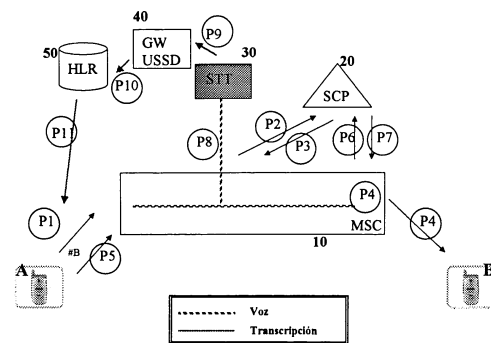 40
P9
GW
USSD
50
30
HLR
STT
20
P10
SCP
P11
P2
P3
P8
P6
P7
P1
P4
P4
MSC
#B
P5
10
A
B
Voz
Transcripción